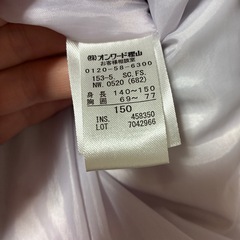 ㈱オンワード樫山
お客様相談室
0120-58-6300
153-5. SC.FS.
NW. 0520 (682)
身長 140~150
胸囲 69~77
150
INS. 458350
LOT 7042966